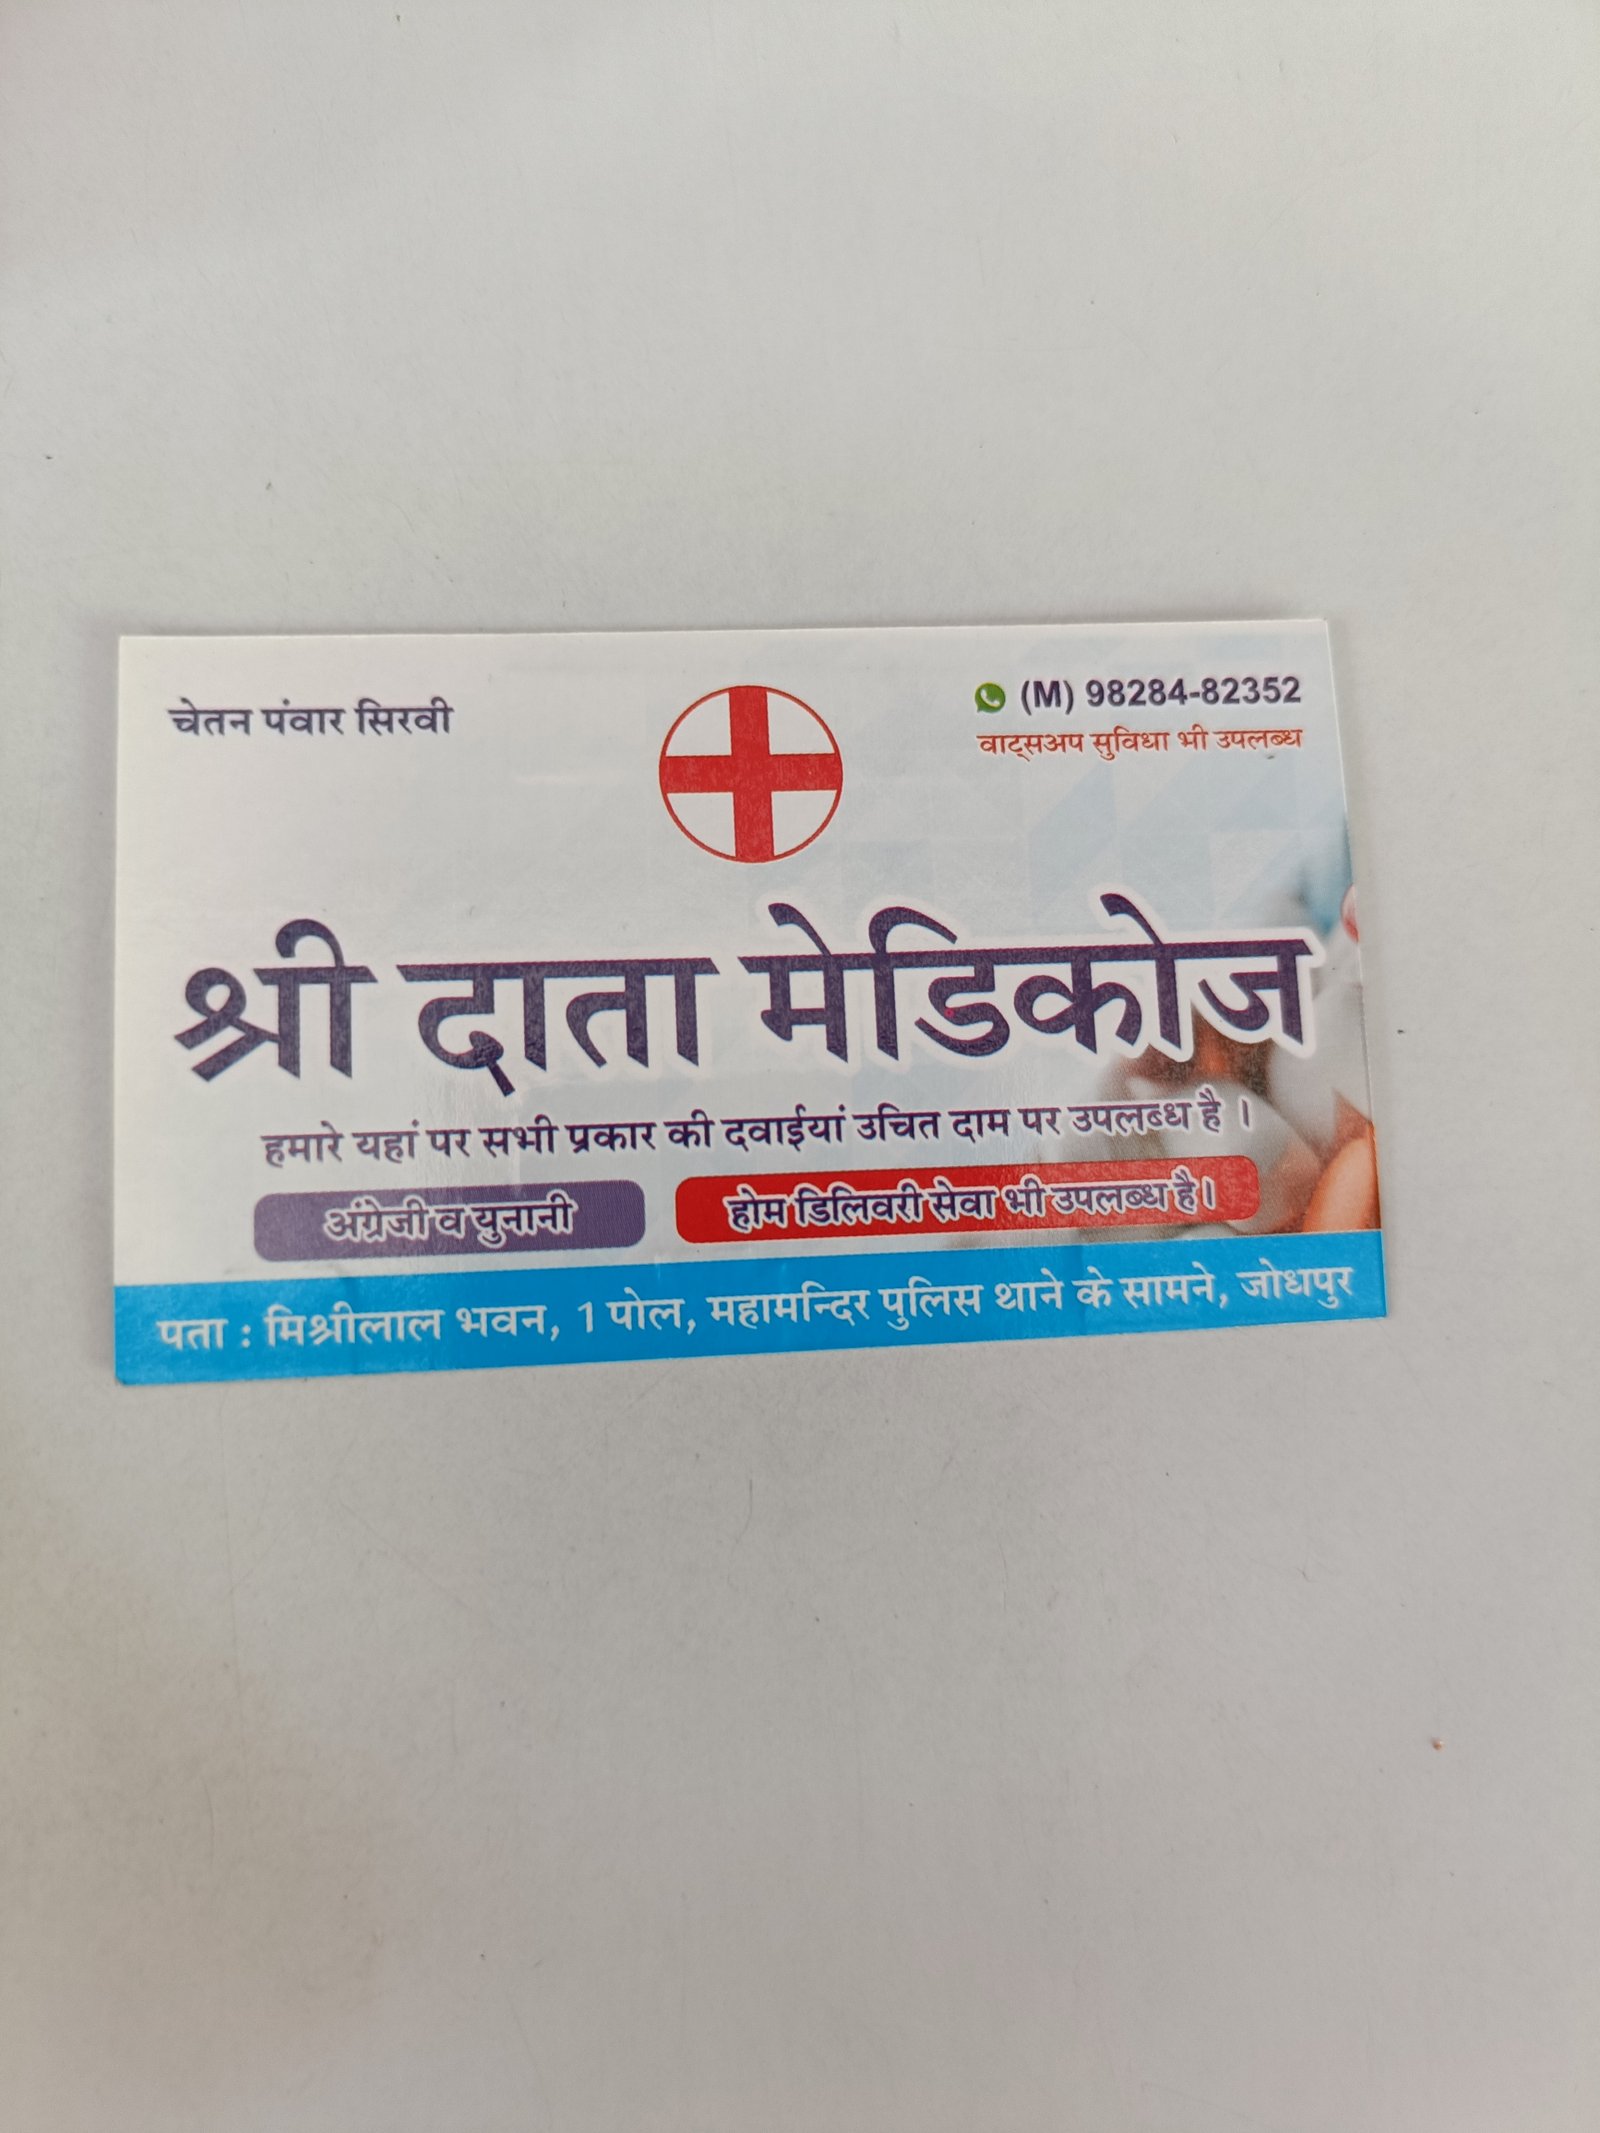 चेतन पंवार सिरवी
(M) 98284-82352
वाट्सअप सुविधा भी उपलब्ध
श्री दाता मेडिकोज
हमारे यहां पर सभी प्रकार की दवाईयां उचित दाम पर उपलब्ध है ।
अंग्रेजी व युनानी
होम डिलिवरी सेवा भी उपलब्ध है।
पता : मिश्रीलाल भवन, 1 पोल, महामन्दिर पुलिस थाने के सामने, जोधपुर